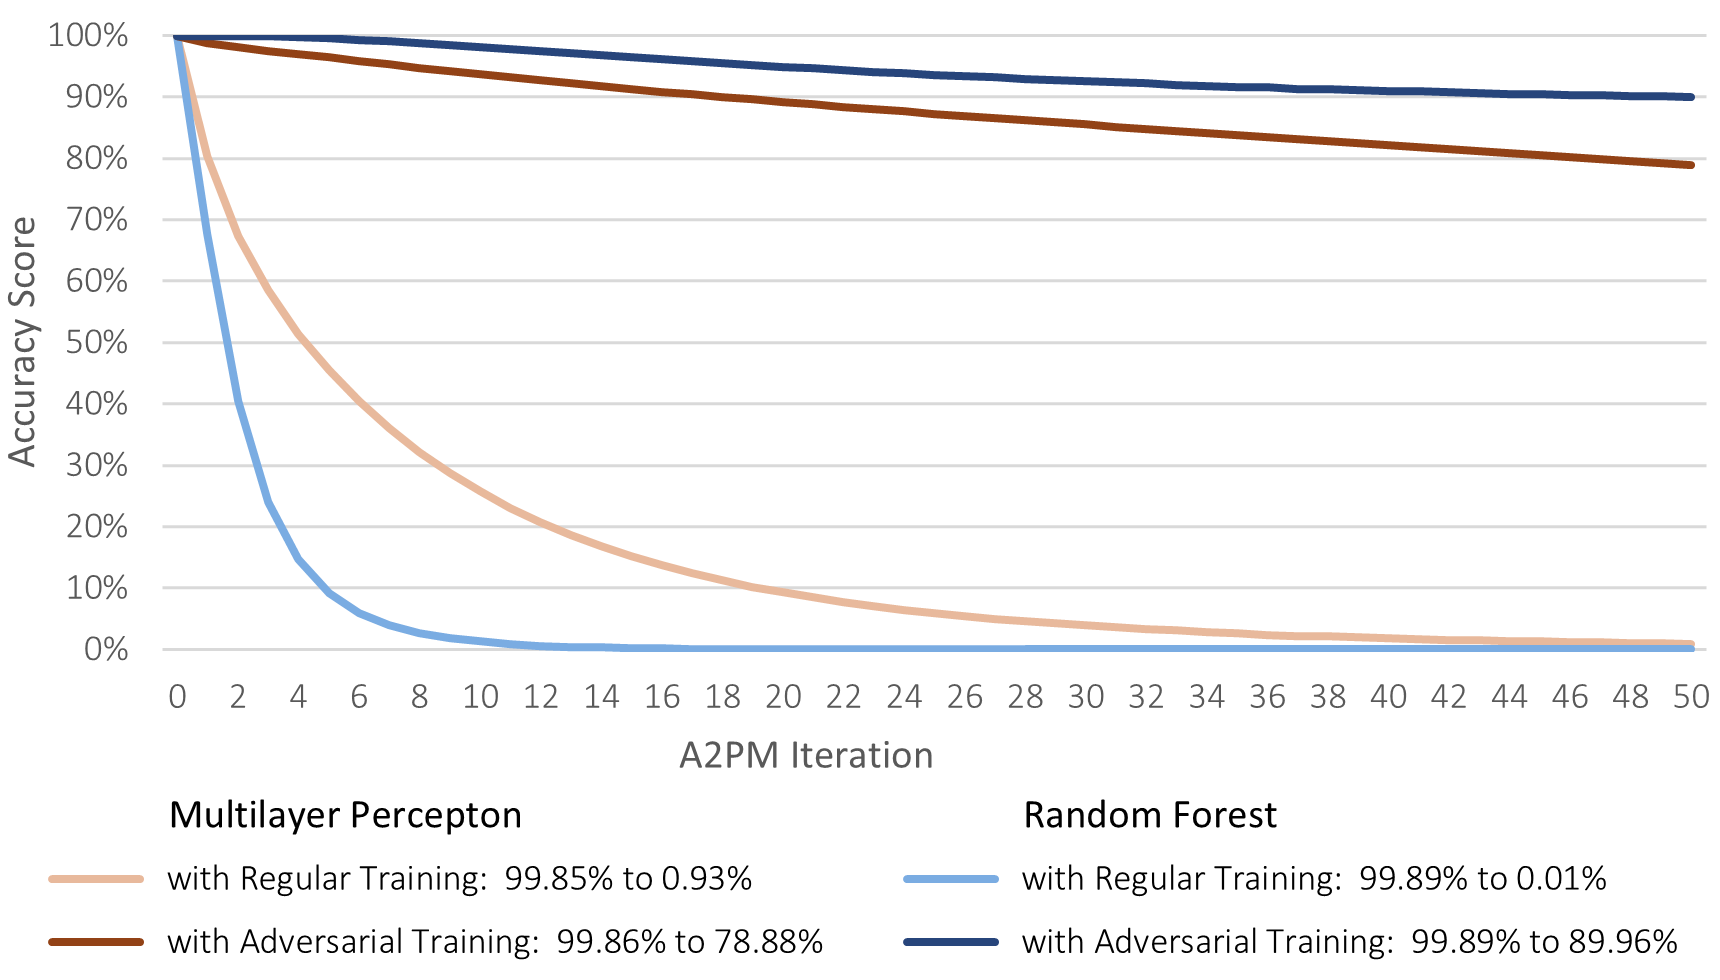 100%
90%
80%
70%
60%
50%
40%
30%
20%
10%
0%
Accuracy Score
0 2 4 6 8 10 12 14 16 18 20 22 24 26 28 30 32 34 36 38 40 42 44 46 48 50
A2PM Iteration
Multilayer Percepton
with Regular Training: 99.85% to 0.93%
with Adversarial Training: 99.86% to 78.88%
Random Forest
with Regular Training: 99.89% to 0.01%
with Adversarial Training: 99.89% to 89.96%